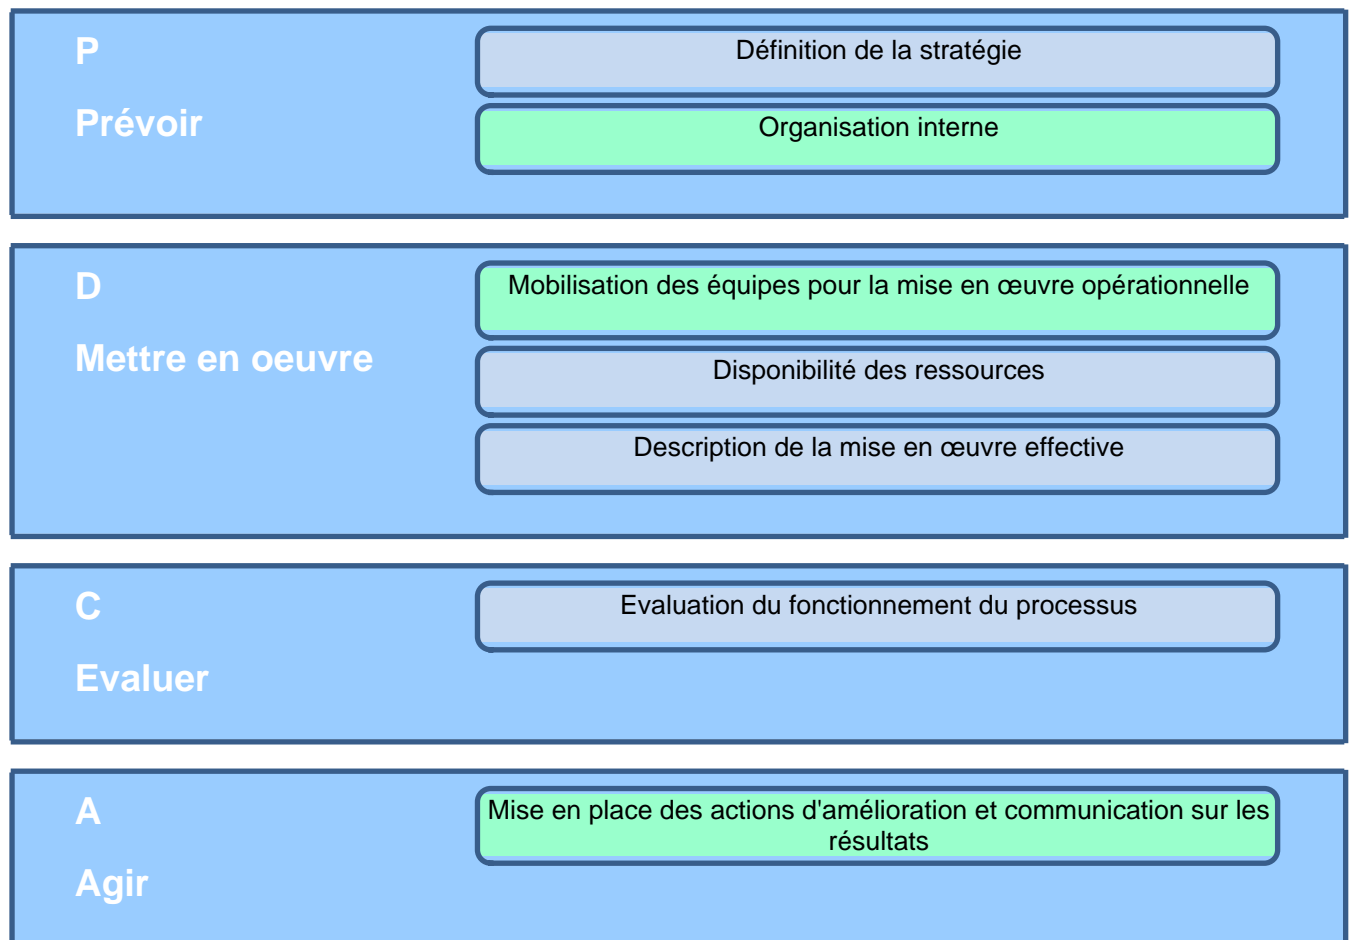 P
Définition de la stratégie
Prévoir
Organisation interne
D
Mobilisation des équipes pour la mise en œuvre opérationnelle
Mettre en oeuvre
Disponibilité des ressources
Description de la mise en œuvre effective
C
Evaluation du fonctionnement du processus
Evaluer
A
Mise en place des actions d'amélioration et communication sur les
résultats
Agir